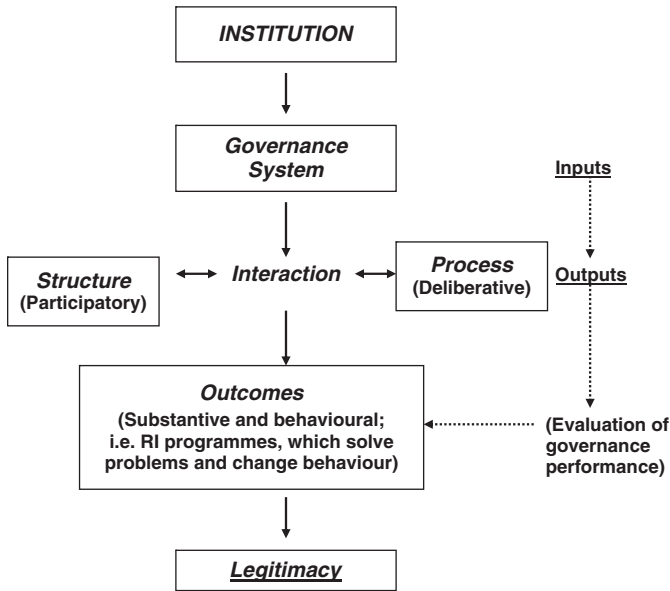 INSTITUTION
Governance
System
Inputs
Structure
(Participatory)
Interaction
Process
(Deliberative)
Outputs
Outcomes
(Substantive and behavioural;
i.e. RI programmes, which solve
problems and change behaviour)
(Evaluation of
governance
performance)
Legitimacy